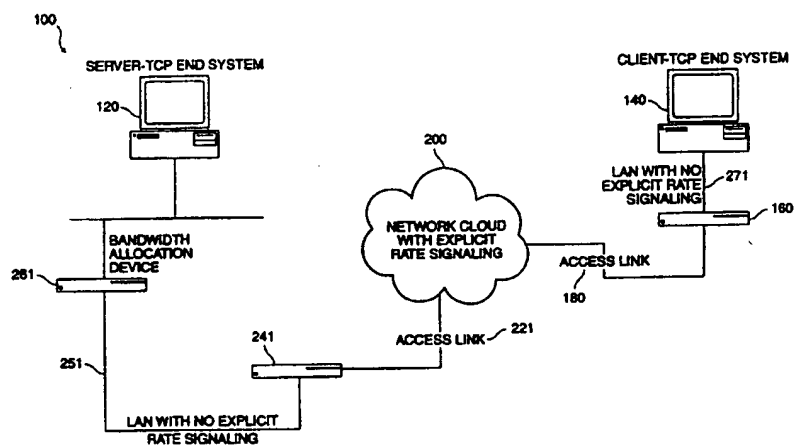 100
SERVER-TCP END SYSTEM
120
CLIENT-TCP END SYSTEM
140
LAN WITH NO
EXPLICIT RATE
SIGNALING
271
160
200
NETWORK CLOUD
WITH EXPLICIT
RATE SIGNALING
ACCESS LINK
180
BANDWIDTH
ALLOCATION
DEVICE
261
ACCESS LINK
221
241
251
LAN WITH NO EXPLICIT
RATE SIGNALING